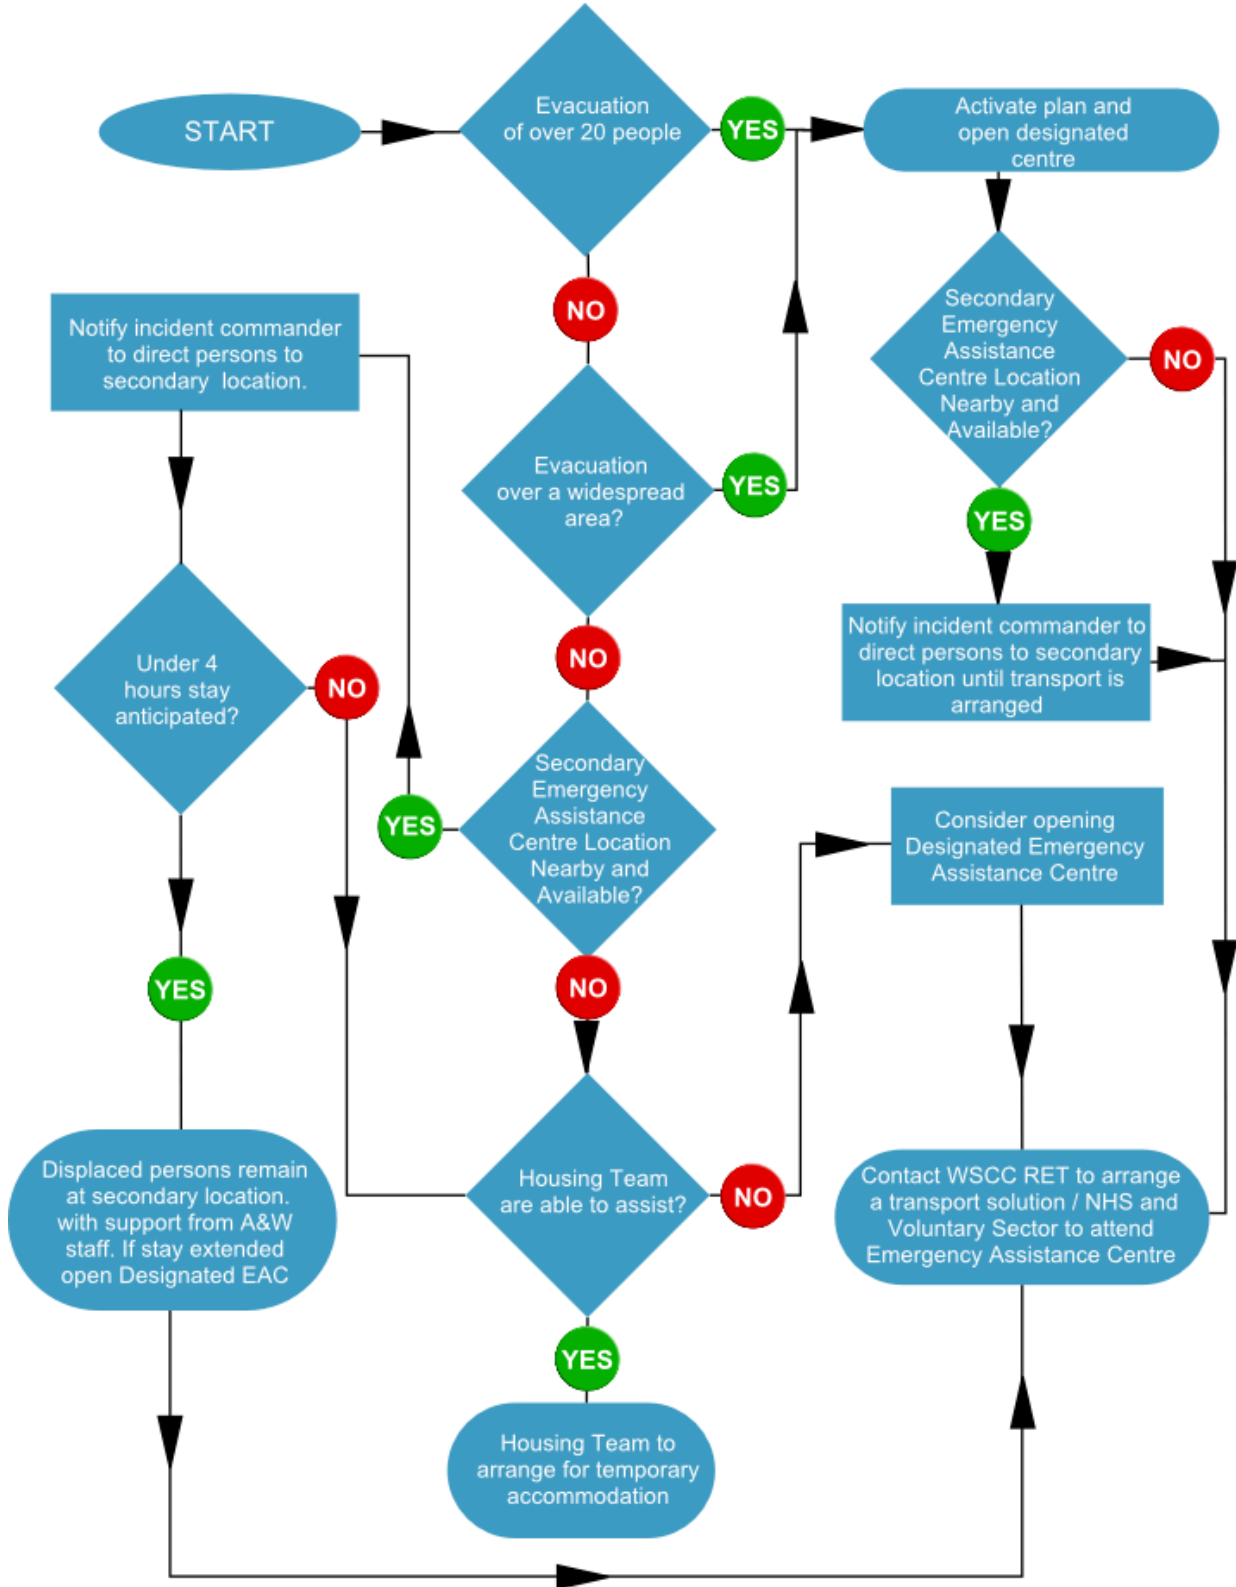 START
Evacuation
of over 20 people
YES
Activate plan and
open designated
centre
NO
Notify incident commander
to direct persons to
secondary location.
Secondary
Emergency
Assistance
Centre Location
Nearby and
Available?
NO
Evacuation
over a widespread
area?
YES
YES
Notify incident commander to
direct persons to secondary
location until transport is
arranged
NO
Under 4
hours stay
anticipated?
NO
Secondary
Emergency
Assistance
Centre Location
Nearby and
Available?
YES
Consider opening
Designated Emergency
Assistance Centre
YES
NO
Displaced persons remain
at secondary location.
with support from A&W
staff. If stay extended
open Designated EAC
Housing Team
are able to assist?
NO
Contact WSCC RET to arrange
a transport solution / NHS and
Voluntary Sector to attend
Emergency Assistance Centre
YES
Housing Team to
arrange for temporary
accommodation